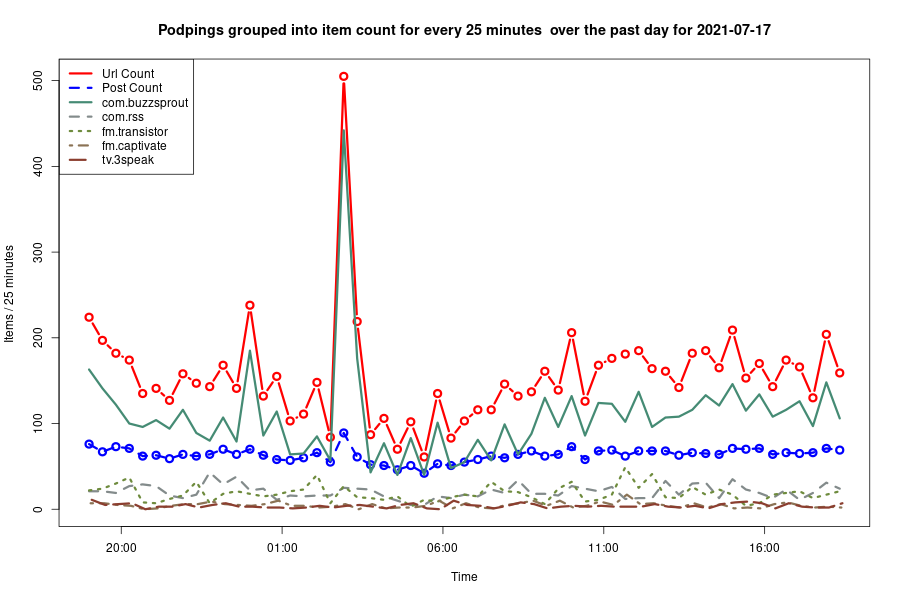 Podpings grouped into item count for every 25 minutes  over the past day for 2021-07-17
Url Count
Post Count
com.buzzsprout
com.rss
fm.transistor
fm.captivate
tv.3speak
Items / 25 minutes
500
400
300
200
100
0
20:00 01:00 06:00 11:00 16:00
Time